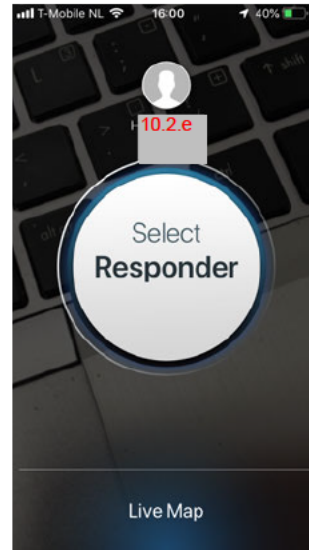 T-Mobile NL 16:00 40%
10.2.e
Select
Responder
Live Map